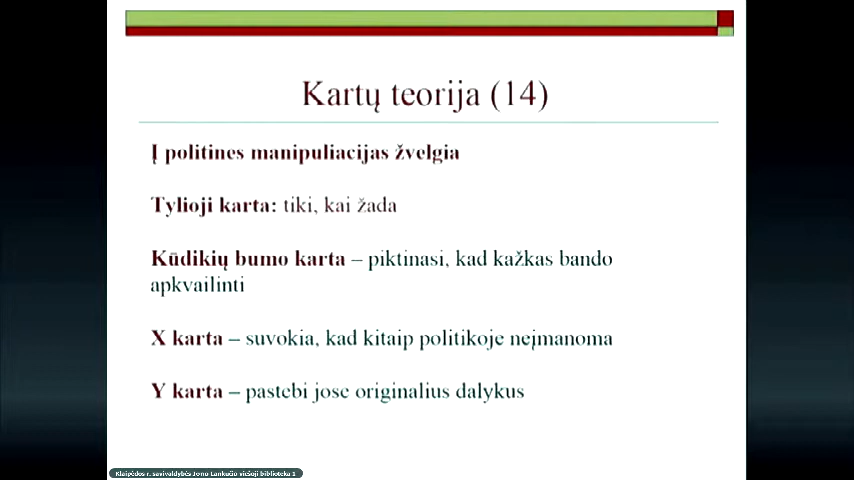 Kartų teorija (14)
Į politines manipuliacijas žvelgia
Tylioji karta: tiki, kai žada
Kūdikių bumo karta – piktinasi, kad kažkas bando
apkvailinti
X karta – suvokia, kad kitaip politikoje neįmanoma
Y karta – pastebi jose originalius dalykus
Klaipėdos r. savivaldybės Jono Lankučio viešoji biblioteka 1